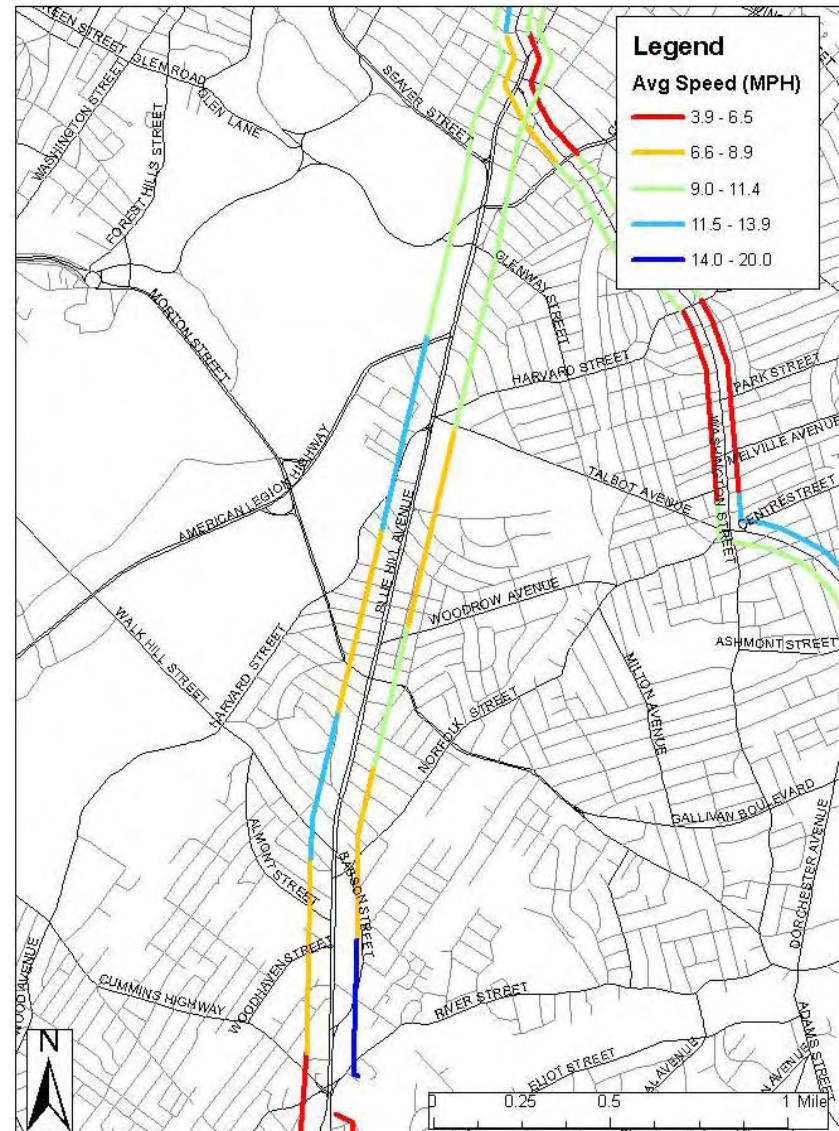 Legend
Avg Speed (MPH)
3.9 - 6.5
6.6 - 8.9
9.0 - 11.4
11.5 - 13.9
14.0 - 20.0
GLEN ROAD
WASHINGTON STREET
GLEN LANE
SEAVER STREET
FOREST HILLS STREET
GLENWAY STREET
MORTON STREET
HARVARD STREET
PARK STREET
WASHINGTON STREET
MELVILLE AVENUE
AMERICAN LEGION HIGHWAY
TALBOT AVENUE
CENTRE STREET
BLUE HILL AVENUE
WOODROW AVENUE
WALK HILL STREET
HARVARD STREET
ASHMONT STREET
MILTON AVENUE
NORFOLK STREET
GALLIVAN BOULEVARD
ALMONT STREET
BABSON STREET
DORCHESTER AVENUE
WOODHAVEN STREET
CUMMINS HIGHWAY
WOOD AVENUE
RIVER STREET
ADAMS STREET
ELIOT STREET
AVENUE
AVENUE
N
0 0.25 0.5 1 Mile